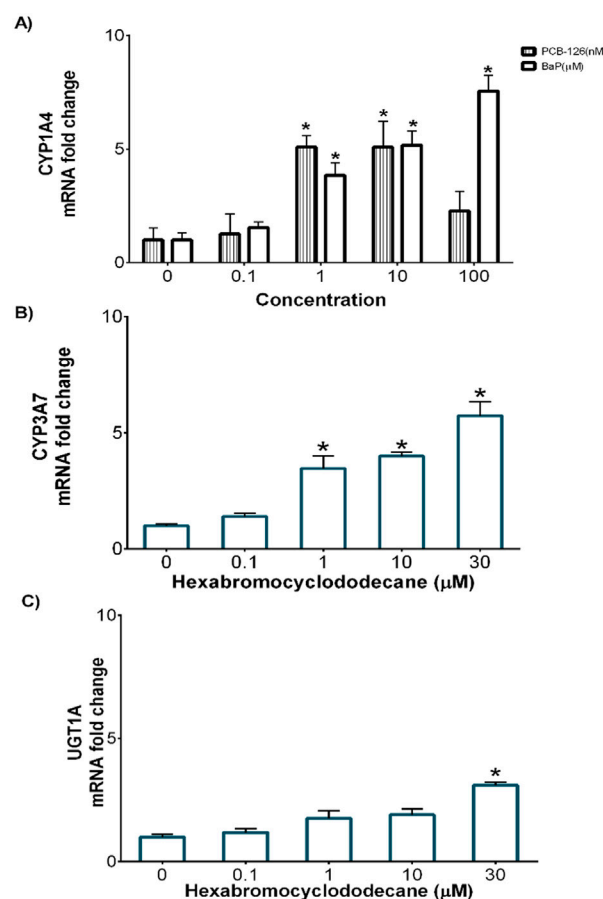 A)
CYP1A4
mRNA fold change
10
5
0
* * * * *
PCB-126(nM
BaP(μM)
0 0.1 1 10 100
Concentration
B)
CYP3A7
mRNA fold change
10
5
0
* * *
0 0.1 1 10 30
Hexabromocyclododecane (μM)
C)
UGT1A
mRNA fold change
10
5
0
*
0 0.1 1 10 30
Hexabromocyclododecane (μM)